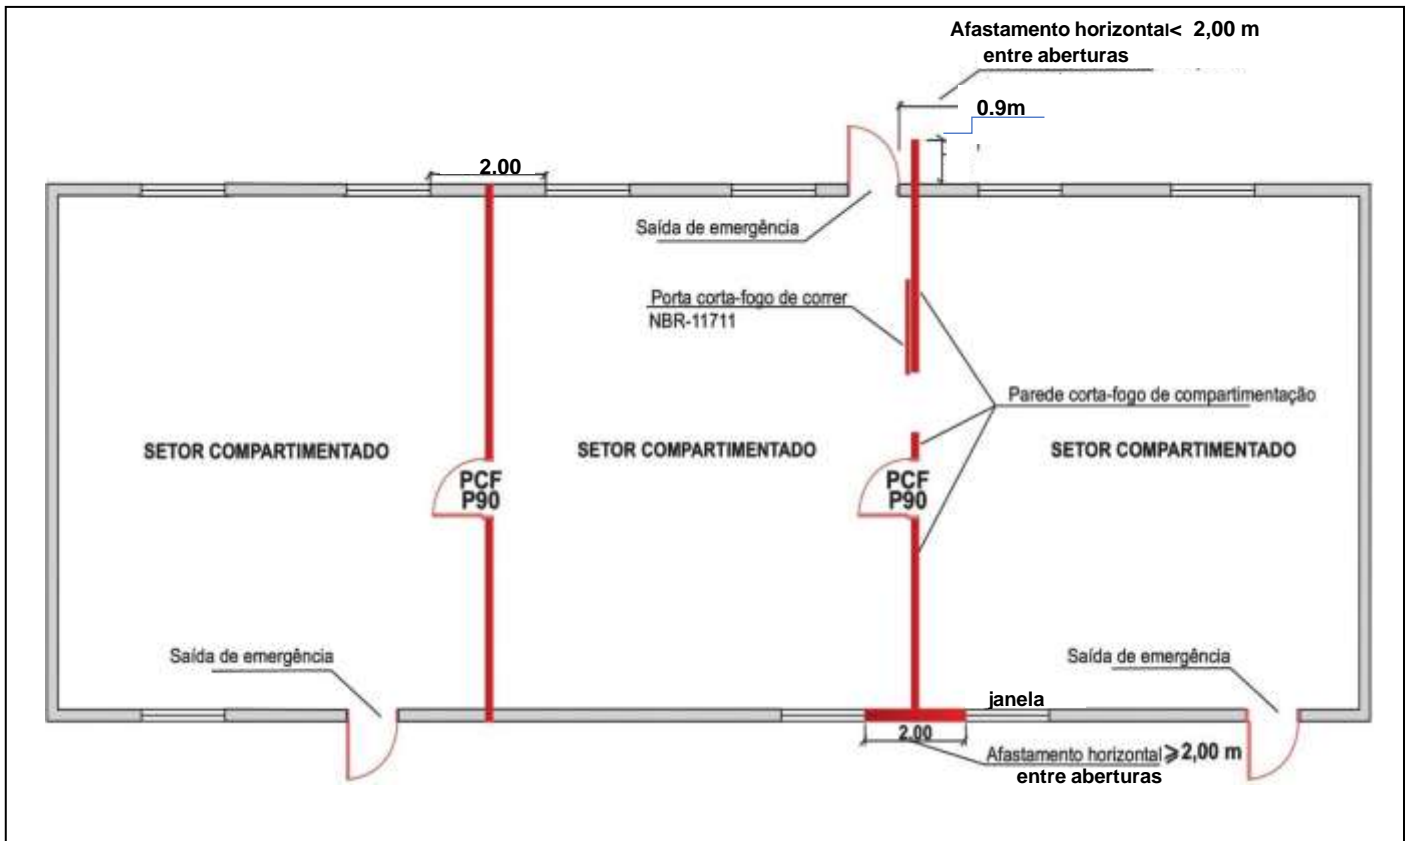 Afastamento horizontal< 2,00 m
entre aberturas
0.9m
2.00
Saída de emergência
Porta corta-fogo de correr
NBR-11711
Parede corta-fogo de compartimentação
SETOR COMPARTIMENTADO
SETOR COMPARTIMENTADO
SETOR COMPARTIMENTADO
PCF
P90
PCF
P90
Saída de emergência
Saída de emergência
janela
2.00
Afastamento horizontal ⩾2,00 m
entre aberturas